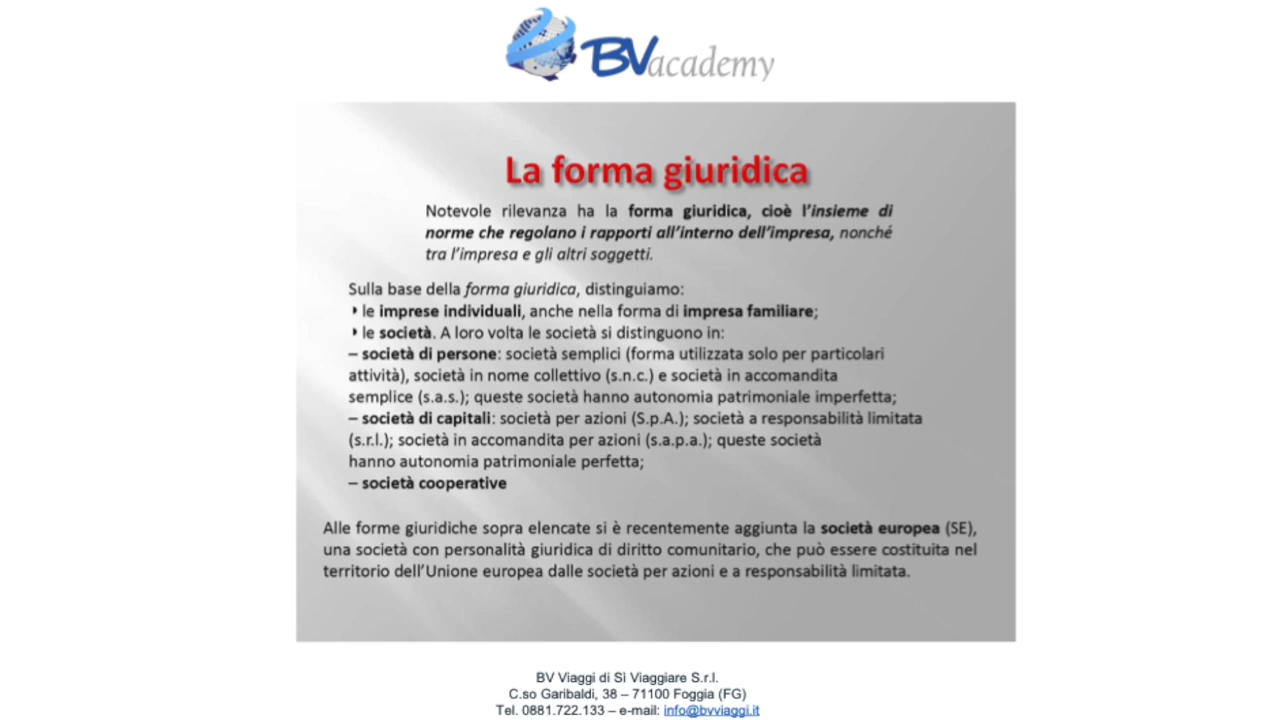 BVacademy
La forma giuridica
Notevole rilevanza ha la forma giuridica, cioè l’insieme di
norme che regolano i rapporti all’interno dell’impresa, nonché
tra l’impresa e gli altri soggetti.
Sulla base della forma giuridica, distinguiamo:
le imprese individuali, anche nella forma di impresa familiare;
le società. A loro volta le società si distinguono in:
– società di persone: società semplici (forma utilizzata solo per particolari
attività), società in nome collettivo (s.n.c.) e società in accomandita
semplice (s.a.s.); queste società hanno autonomia patrimoniale imperfetta;
– società di capitali: società per azioni (S.p.A.); società a responsabilità limitata
(s.r.l.); società in accomandita per azioni (s.a.p.a.); queste società
hanno autonomia patrimoniale perfetta;
– società cooperative
Alle forme giuridiche sopra elencate si è recentemente aggiunta la società europea (SE),
una società con personalità giuridica di diritto comunitario, che può essere costituita nel
territorio dell’Unione europea dalle società per azioni e a responsabilità limitata.
BV Viaggi di Sì Viaggiare S.r.l.
C.so Garibaldi, 38 – 71100 Foggia (FG)
Tel. 0881.722.133 – e-mail: info@bvviaggi.it